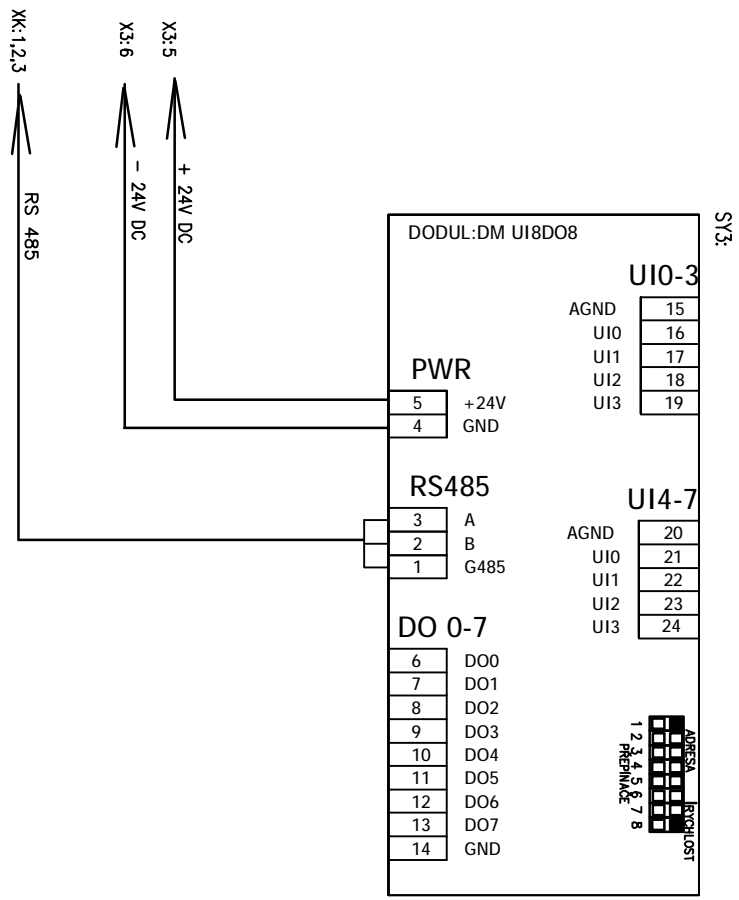 XK:1,2,3
X3:6
X3:5
RS 485
- 24V DC
+ 24V DC
SY3:
DODUL:DM UI8DO8
UI0-3
AGND 15
UI0 16
UI1 17
UI2 18
UI3 19
PWR
5 +24V
4 GND
RS485
3 A
2 B
1 G485
UI4-7
AGND 20
UI0 21
UI1 22
UI2 23
UI3 24
DO 0-7
6 DO0
7 DO1
8 DO2
9 DO3
10 DO4
11 DO5
12 DO6
13 DO7
14 GND
ADRESA RYCHLOST
1 2 3 4 5 6 7 8
PŘEPÍNAČE